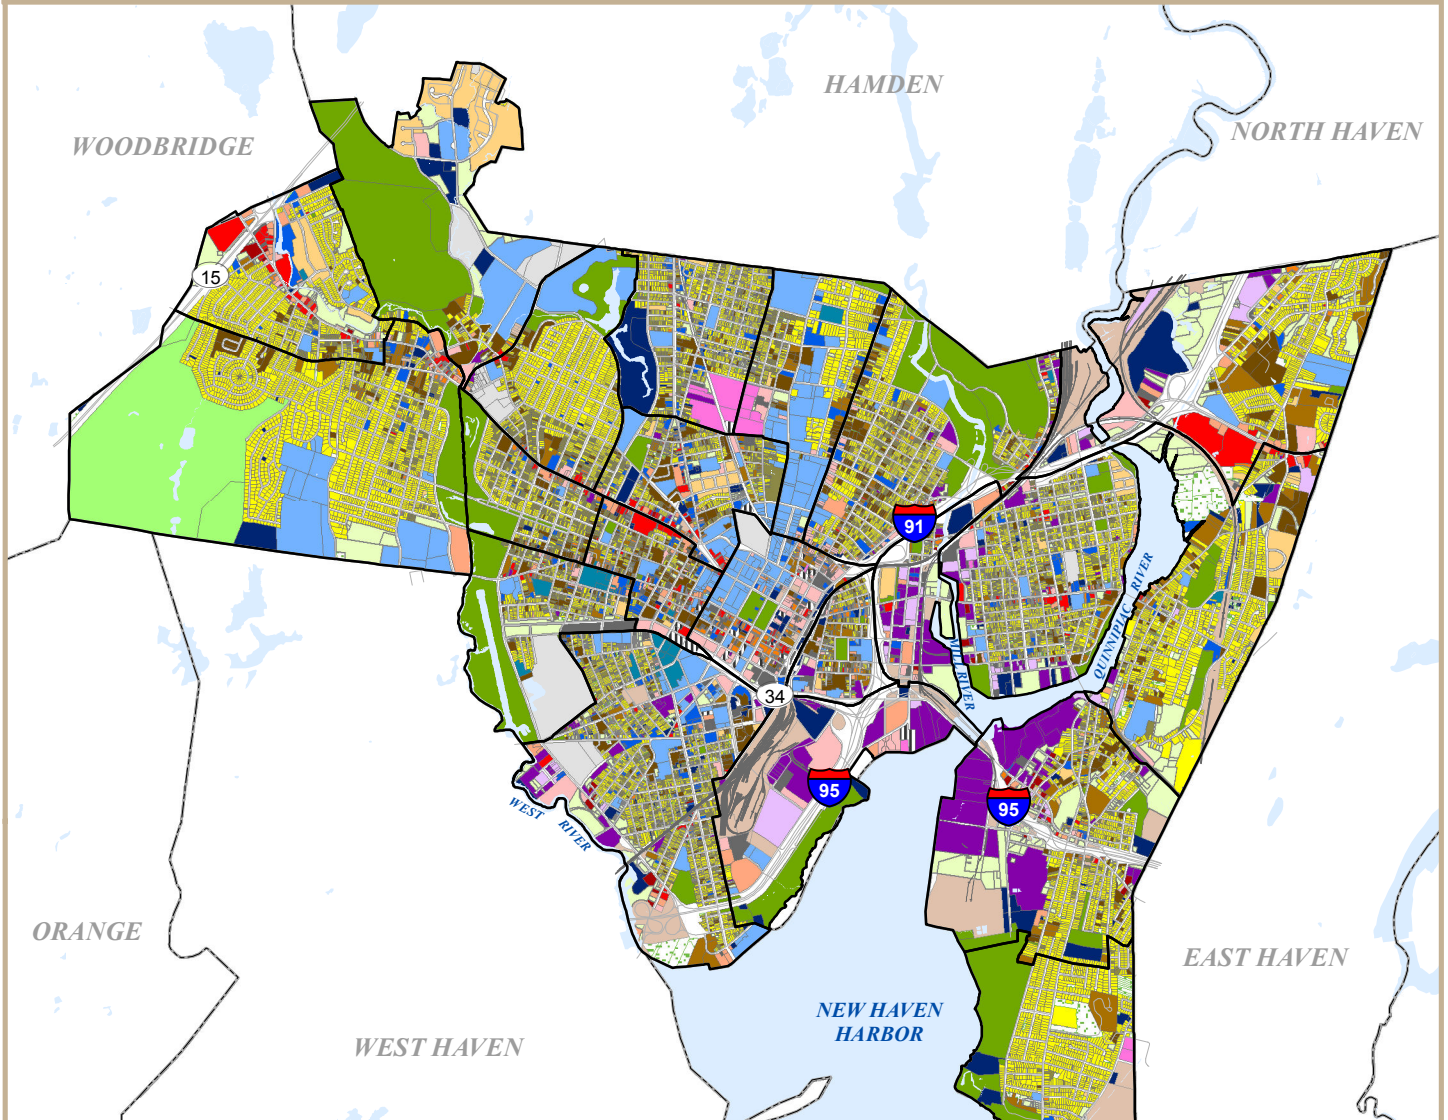 HAMDEN
NORTH HAVEN
WOODBRIDGE
15
91
QUINNIPIAC RIVER
MILL RIVER
34
95
95
WEST RIVER
ORANGE
EAST HAVEN
NEW HAVEN
HARBOR
WEST HAVEN